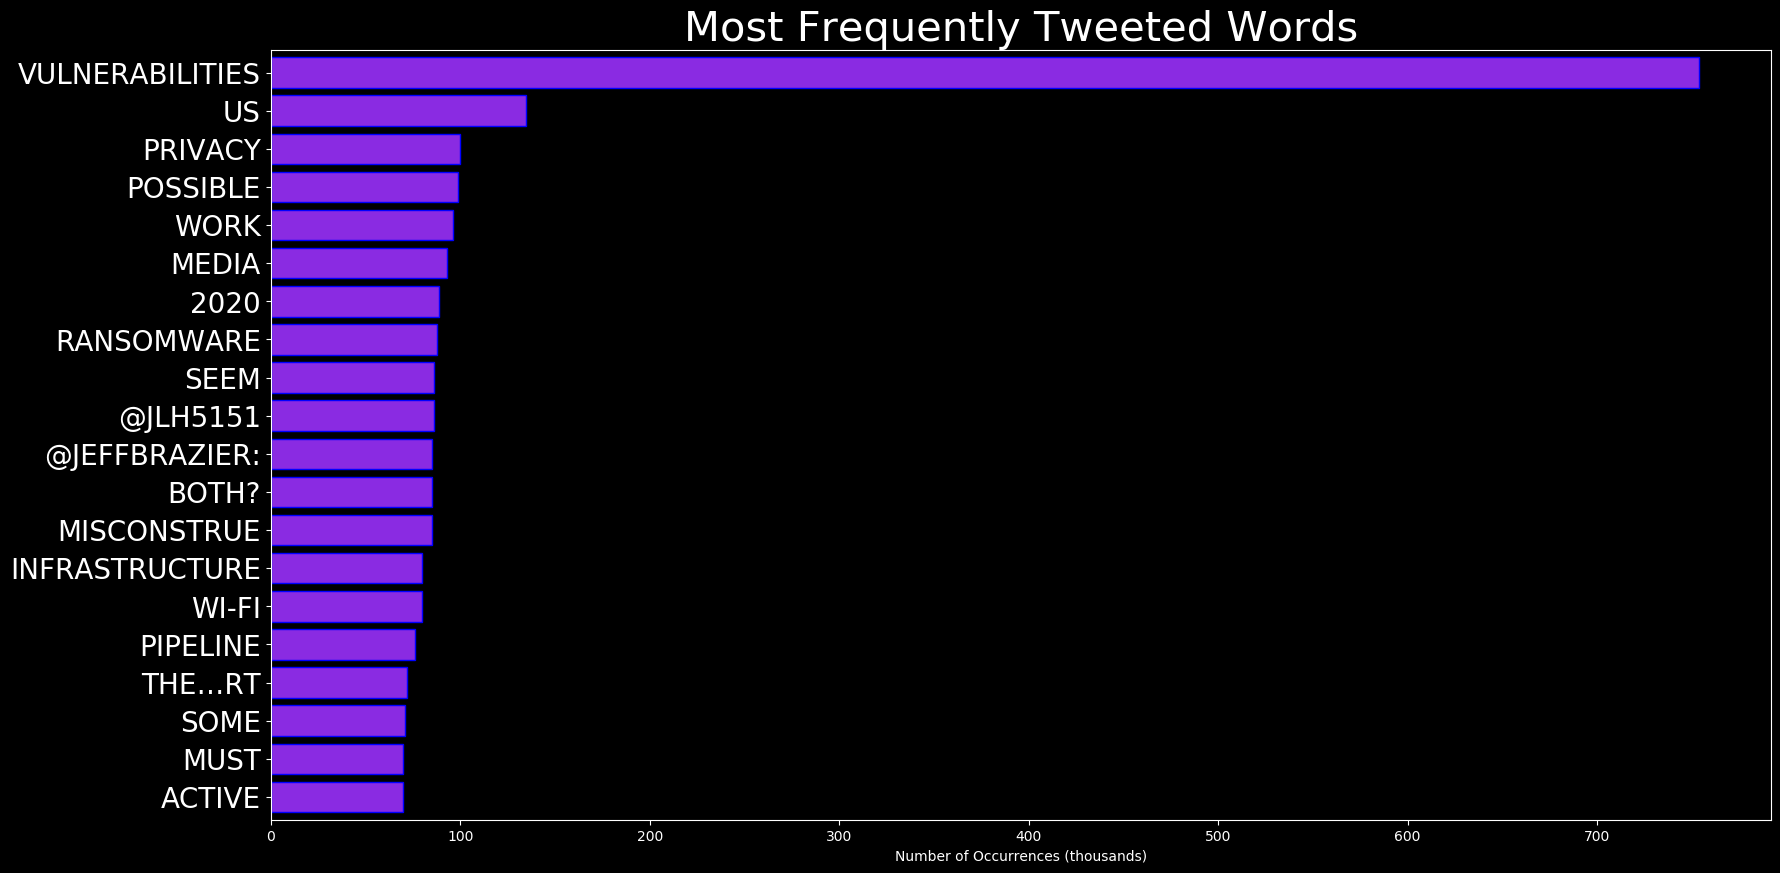 Most Frequently Tweeted Words
VULNERABILITIES
US
PRIVACY
POSSIBLE
WORK
MEDIA
2020
RANSOMWARE
SEEM
@JLH5151
@JEFFBRAZIER:
BOTH?
MISCONSTRUE
INFRASTRUCTURE
WI-FI
PIPELINE
THE…RT
SOME
MUST
ACTIVE
0 100 200 300 400 500 600 700
Number of Occurrences (thousands)